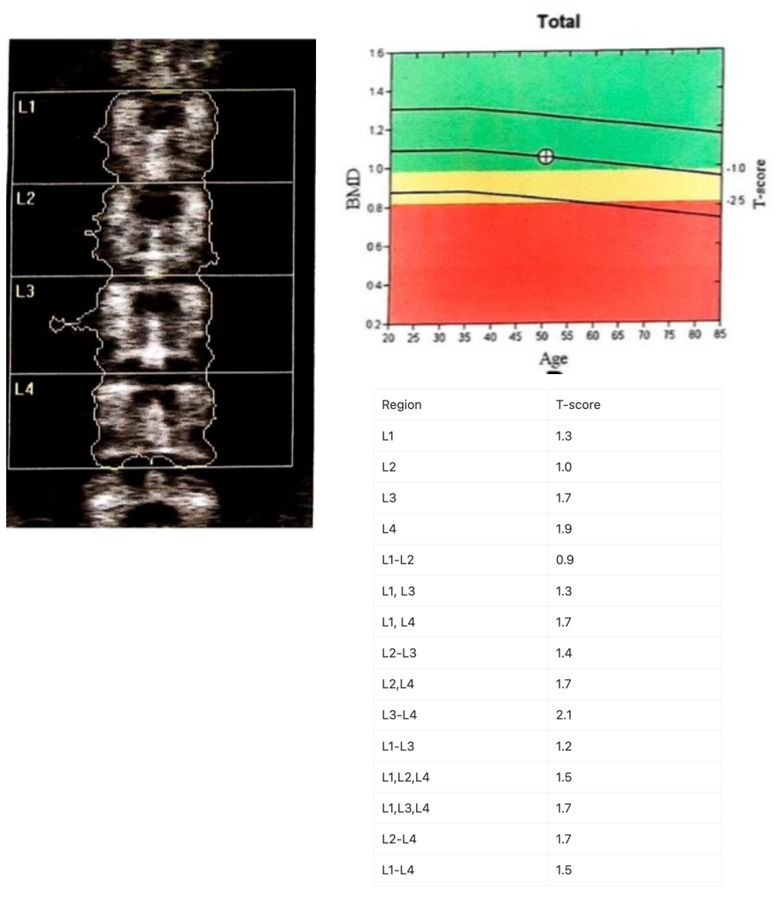 L1
L2
L3
L4
Total
1.6
1.4
1.2
1.0
0.8
0.6
0.4
0.2
BMD
-1.0
-2.5
T-score
20 25 30 35 40 45 50 55 60 65 70 75 80 85
Age
Region T-score
L1 1.3
L2 1.0
L3 1.7
L4 1.9
L1-L2 0.9
L1, L3 1.3
L1, L4 1.7
L2-L3 1.4
L2,L4 1.7
L3-L4 2.1
L1-L3 1.2
L1,L2,L4 1.5
L1,L3,L4 1.7
L2-L4 1.7
L1-L4 1.5